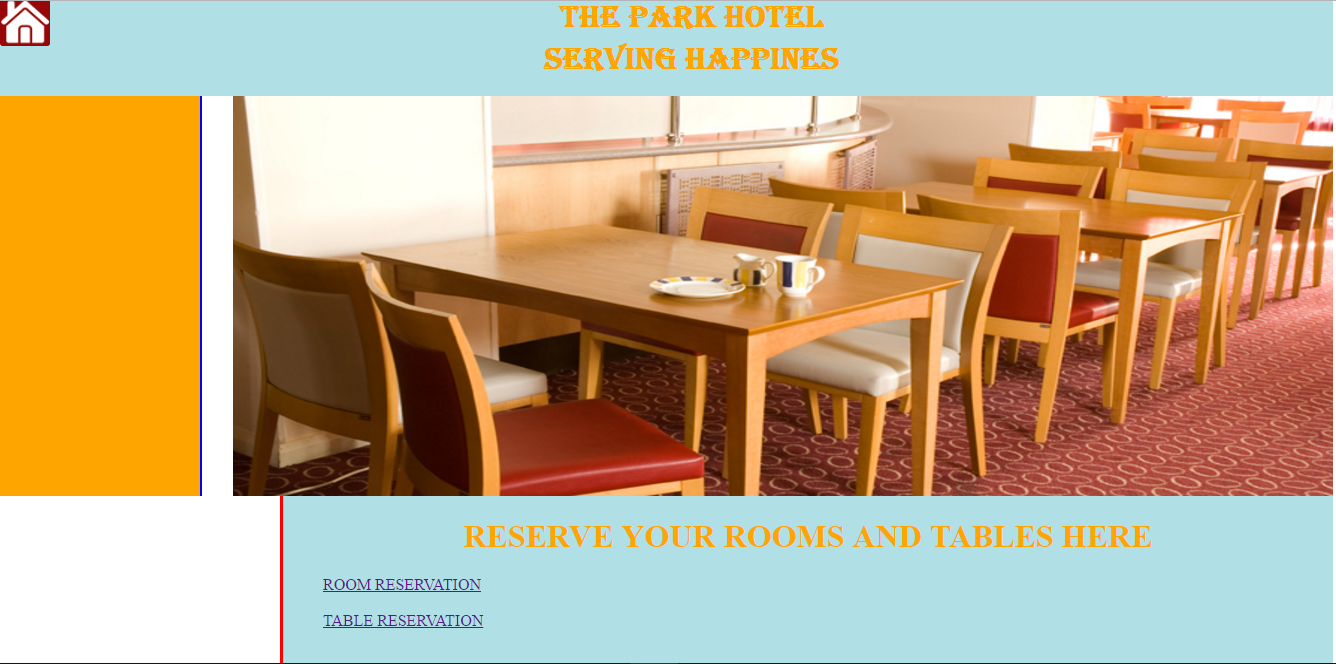 THE PARK HOTEL
SERVING HAPPINES
RESERVE YOUR ROOMS AND TABLES HERE
ROOM RESERVATION
TABLE RESERVATION